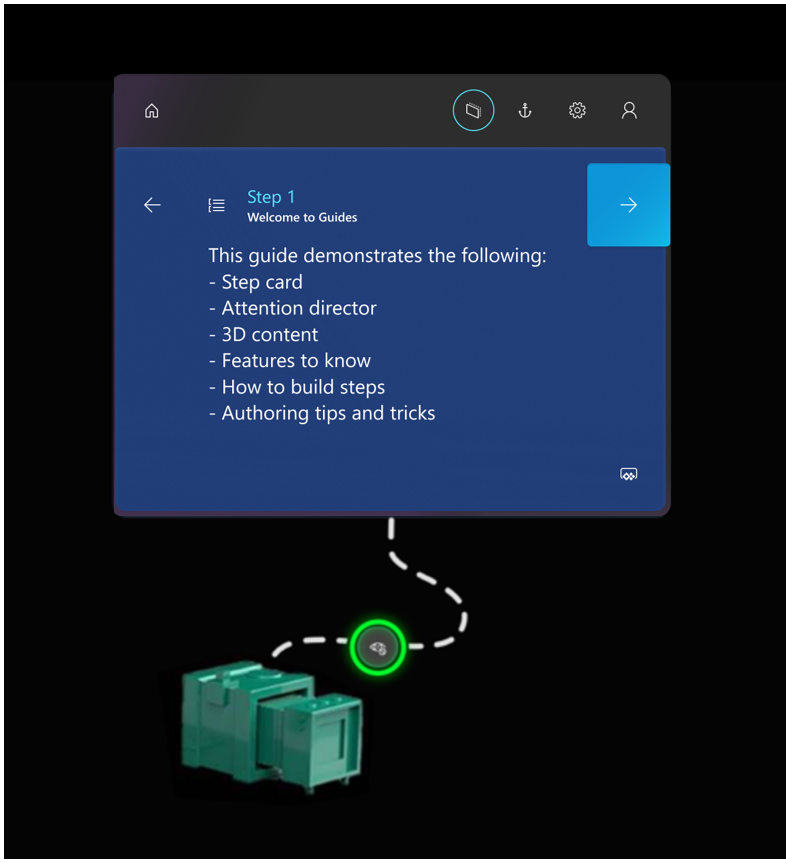 Step 1
Welcome to Guides
This guide demonstrates the following:
- Step card
- Attention director
- 3D content
- Features to know
- How to build steps
- Authoring tips and tricks